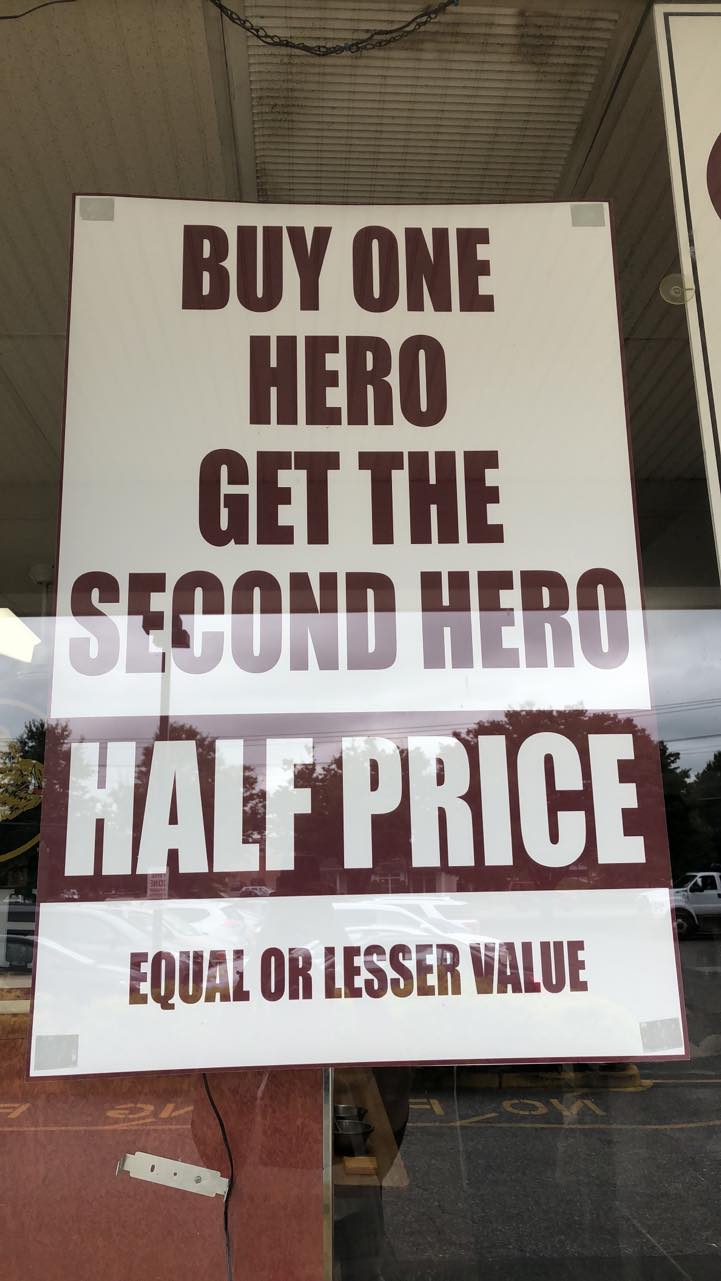 BUY ONE
HERO
GET THE
SECOND HERO
HALF PRICE
EQUAL OR LESSER VALUE